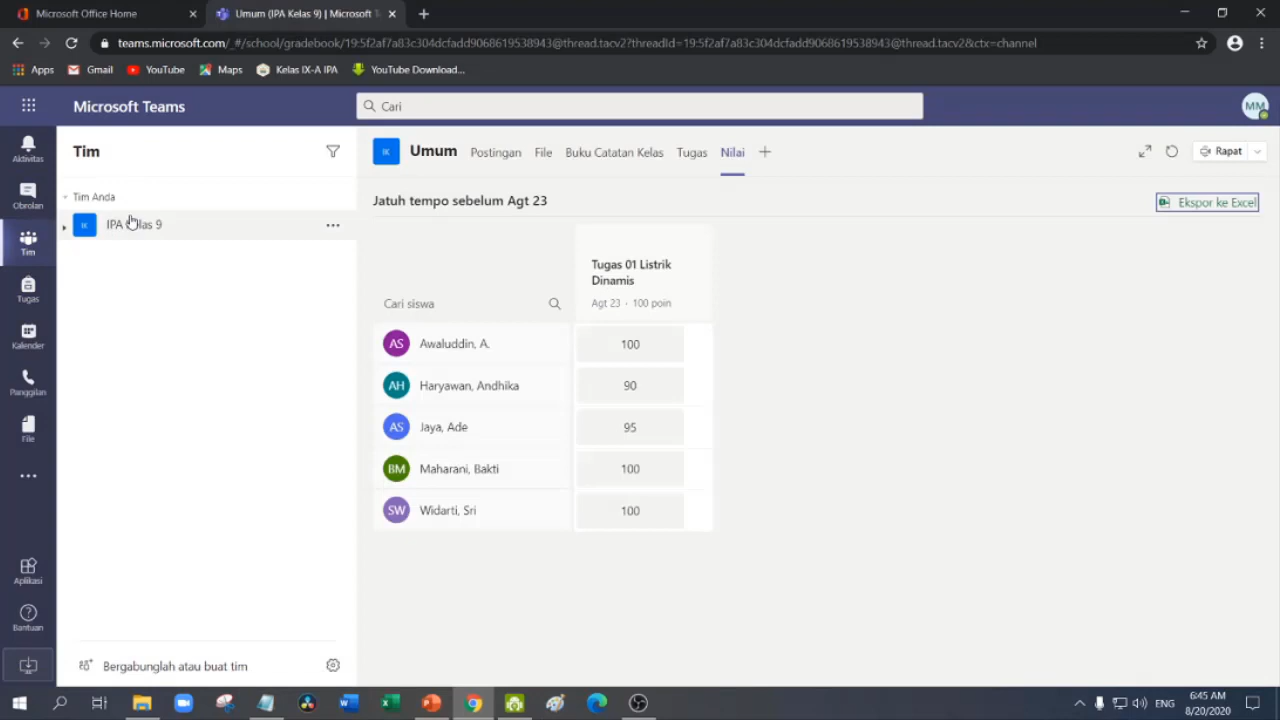 Microsoft Office Home
Umum (IPA Kelas 9) | Microsoft T
teams.microsoft.com/_#/school/gradebook/19:5f2af7a83c304dcfadd9068619538943@thread.tacv2?threadId=19:5f2af7a83c304dcfadd9068619538943@thread.tacv2&ctx=channel
Apps Gmail YouTube Maps Kelas IX-A IPA YouTube Download...
Microsoft Teams
Cari
MM
Aktivitas
Obrolan
Tim
Tugas
Kalender
Panggilan
File
Aplikasi
Bantuan
Tim
Tim Anda
IK
IPA Kelas 9
Bergabunglah atau buat tim
IK
Umum Postingan File Buku Catatan Kelas Tugas Nilai
Rapat
Jatuh tempo sebelum Agt 23
Ekspor ke Excel
Tugas 01 Listrik
Dinamis
Agt 23 · 100 poin
Cari siswa
AS Awaluddin, A. 100
AH Haryawan, Andhika 90
AS Jaya, Ade 95
BM Maharani, Bakti 100
SW Widarti, Sri 100
ENG
6:45 AM
8/20/2020